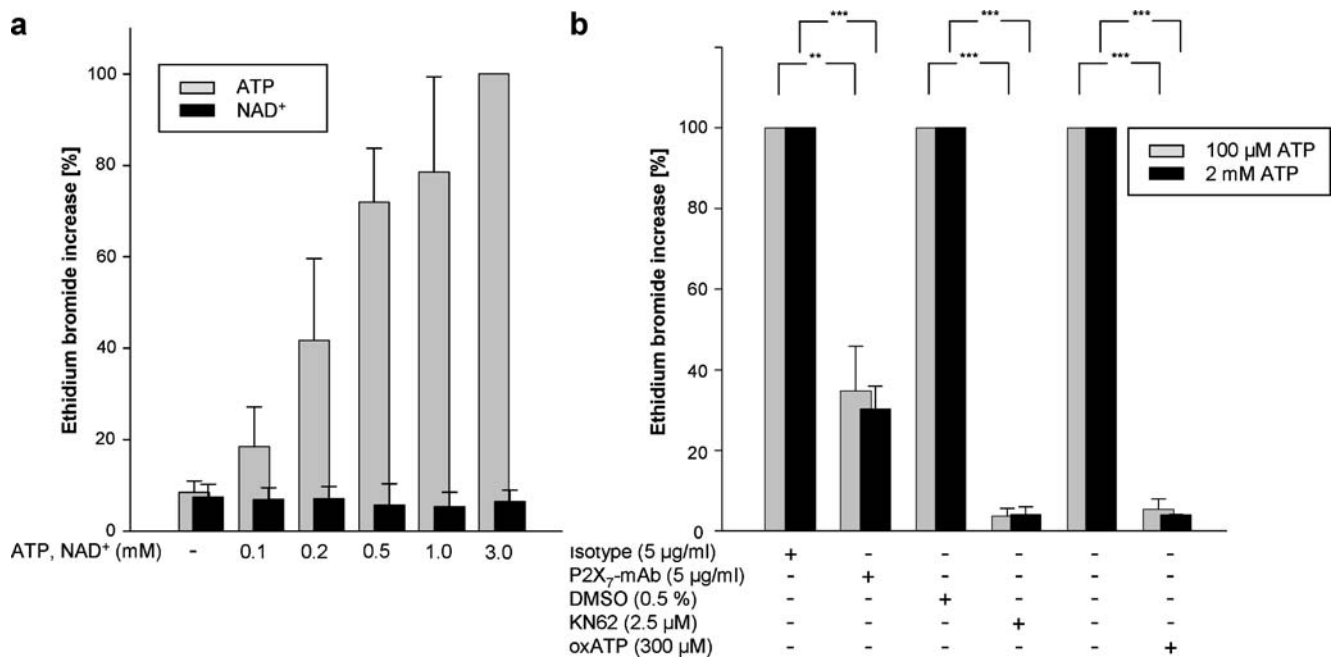 a
Ethidium bromide increase [%]
100
80
60
40
20
0
ATP
NAD⁺
ATP, NAD⁺ (mM) - 0.1 0.2 0.5 1.0 3.0
b
Ethidium bromide increase [%]
*** *** ***
** *** ***
100
80
60
40
20
0
100 µM ATP
2 mM ATP
Isotype (5 µg/ml) + - - - - -
P2X₇-mAb (5 µg/ml) - + - - - -
DMSO (0.5 %) - - + - - -
KN62 (2.5 µM) - - - + - -
oxATP (300 µM) - - - - - +